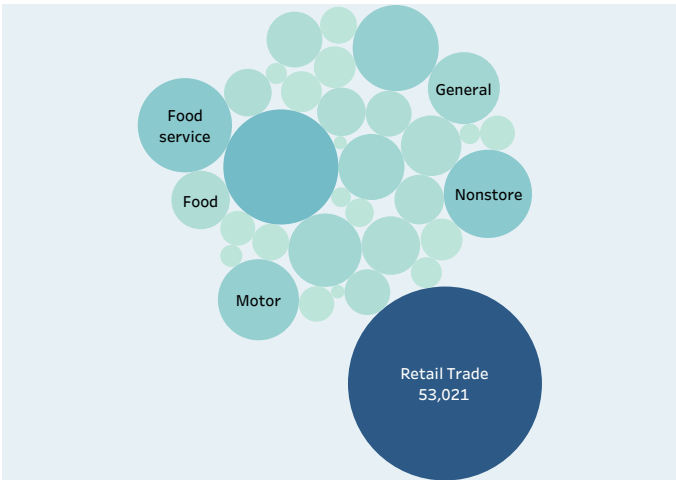 General
Food
service
Nonstore
Food
Motor
Retail Trade
53,021